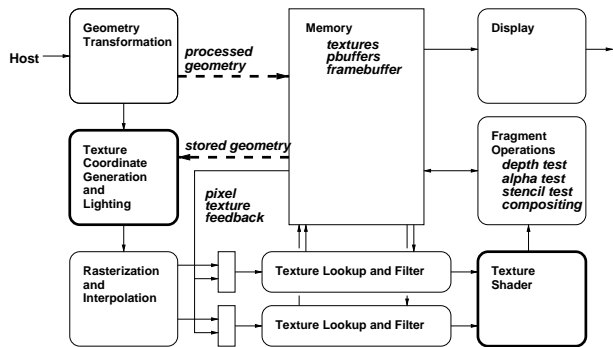 Host
Geometry
Transformation
processed
geometry
Memory
textures
pbuffers
framebuffer
Display
Texture
Coordinate
Generation
and
Lighting
stored geometry
pixel
texture
feedback
Fragment
Operations
depth test
alpha test
stencil test
compositing
Rasterization
and
Interpolation
Texture Lookup and Filter
Texture Lookup and Filter
Texture
Shader